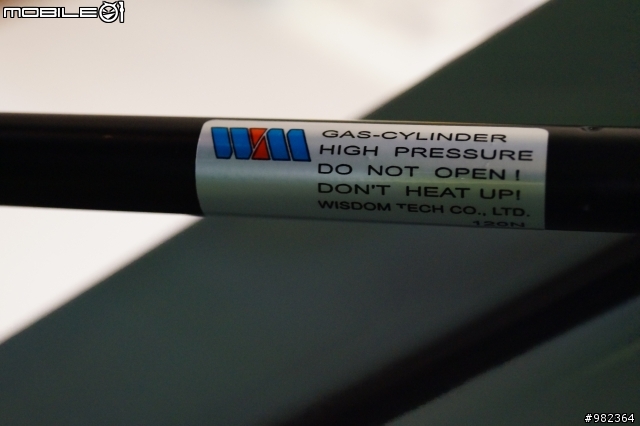 MOBILE01
GAS-CYLINDER
HIGH PRESSURE
DO NOT OPEN!
DON'T HEAT UP!
WISDOM TECH CO., LTD.
120N
#982364